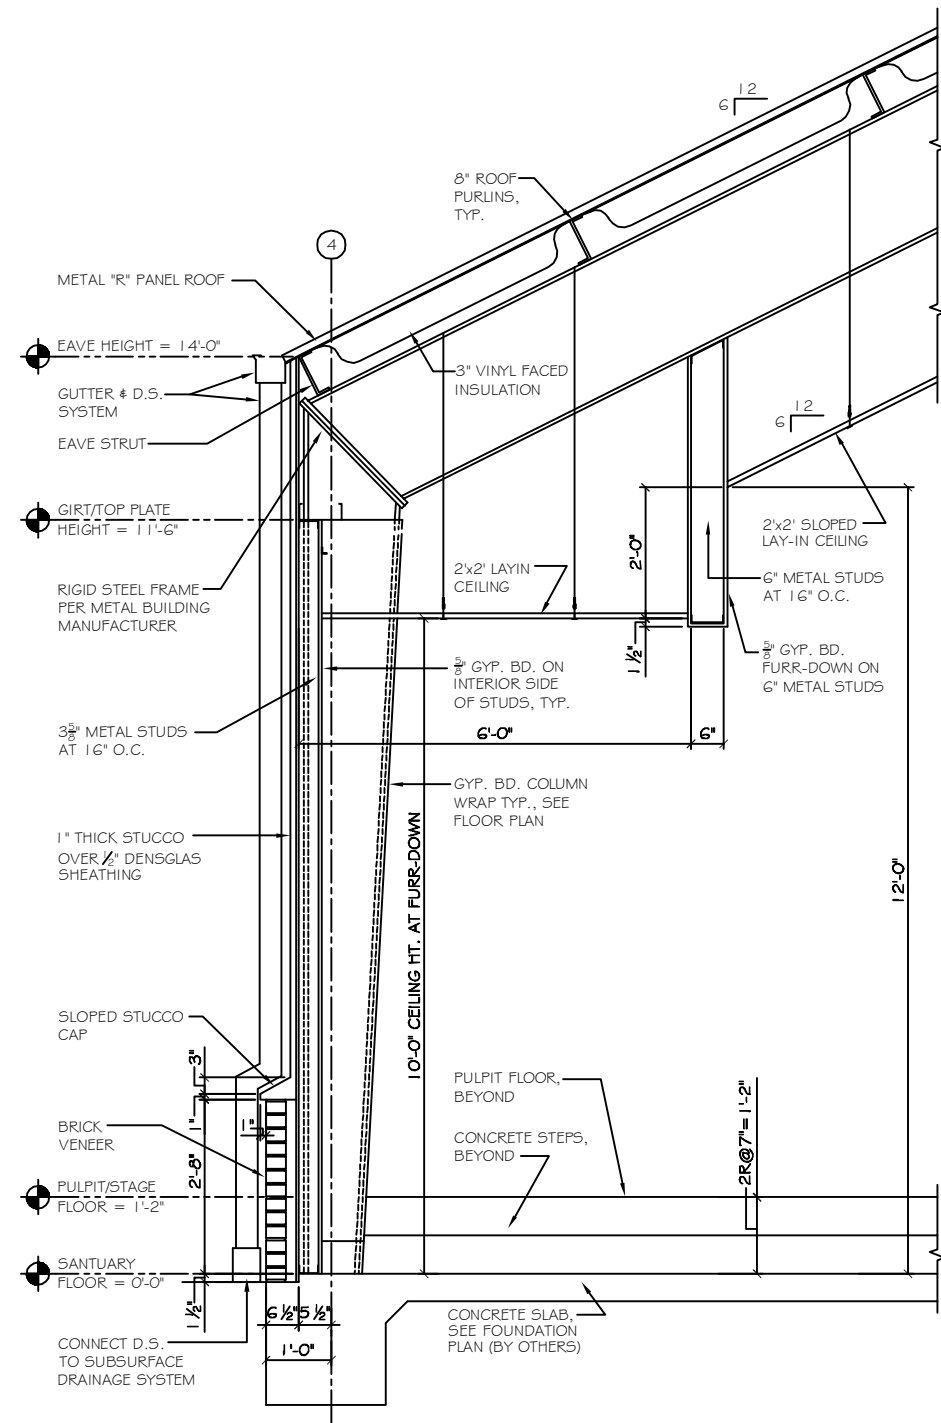 12
6
8" ROOF
PURLINS,
TYP.
4
METAL "R" PANEL ROOF
EAVE HEIGHT = 14'-0"
3" VINYL FACED
INSULATION
GUTTER & D.S.
SYSTEM
12
6
EAVE STRUT
GIRT/TOP PLATE
HEIGHT = 11'-6"
2'x2' SLOPED
LAY-IN CEILING
2'-0"
2'x2' LAYIN
CEILING
6" METAL STUDS
AT 16" O.C.
RIGID STEEL FRAME
PER METAL BUILDING
MANUFACTURER
1 1/2"
5/8" GYP. BD.
FURR-DOWN ON
6" METAL STUDS
5/8" GYP. BD. ON
INTERIOR SIDE
OF STUDS, TYP.
3 5/8" METAL STUDS
AT 16" O.C.
6'-0"
6"
GYP. BD. COLUMN
WRAP TYP., SEE
FLOOR PLAN
1" THICK STUCCO
OVER 1/2" DENSGLAS
SHEATHING
10'-0" CEILING HT. AT FURR-DOWN
12'-0"
SLOPED STUCCO
CAP
3"
1"
1"
PULPIT FLOOR,
BEYOND
BRICK
VENEER
2'-8"
CONCRETE STEPS,
BEYOND
2R@7"=1'-2"
PULPIT/STAGE
FLOOR = 1'-2"
SANTUARY
FLOOR = 0'-0"
1 1/2"
6 1/2"
5 1/2"
1'-0"
CONCRETE SLAB,
SEE FOUNDATION
PLAN (BY OTHERS)
CONNECT D.S.
TO SUBSURFACE
DRAINAGE SYSTEM